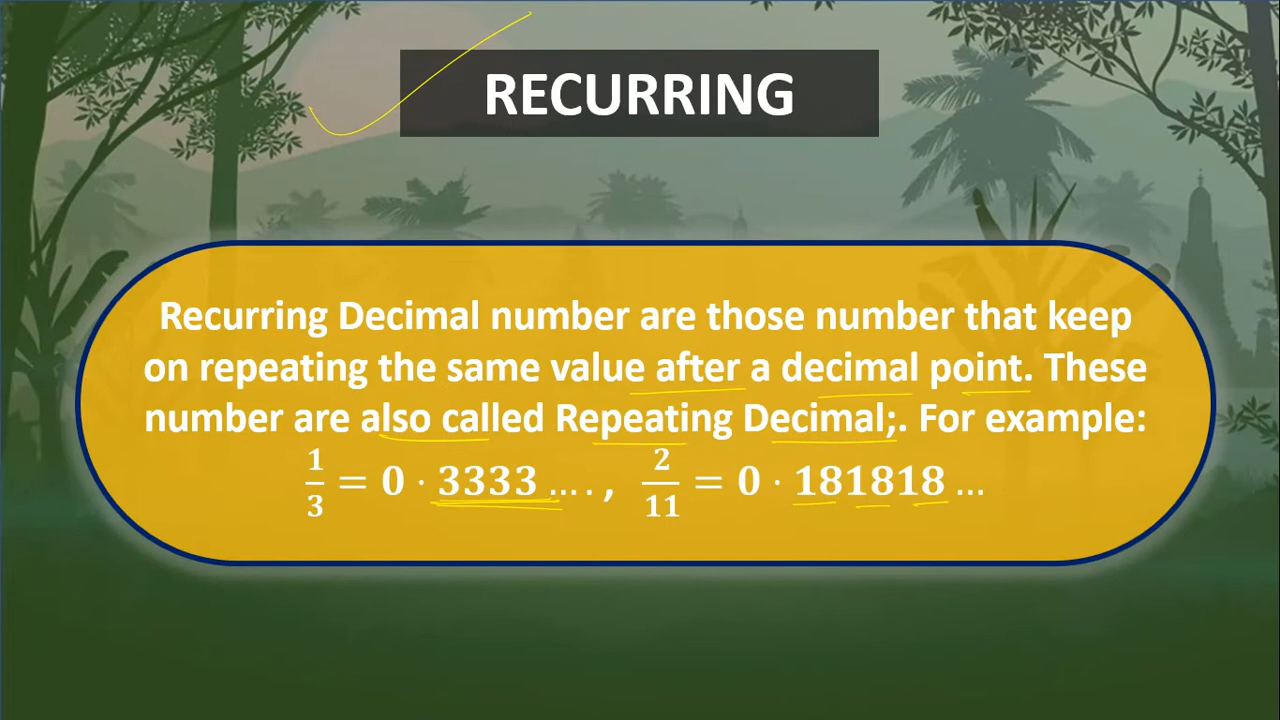 RECURRING
Recurring Decimal number are those number that keep
on repeating the same value after a decimal point. These
number are also called Repeating Decimal;. For example:
1/3 = 0 · 3333 … . , 2/11 = 0 · 181818 …